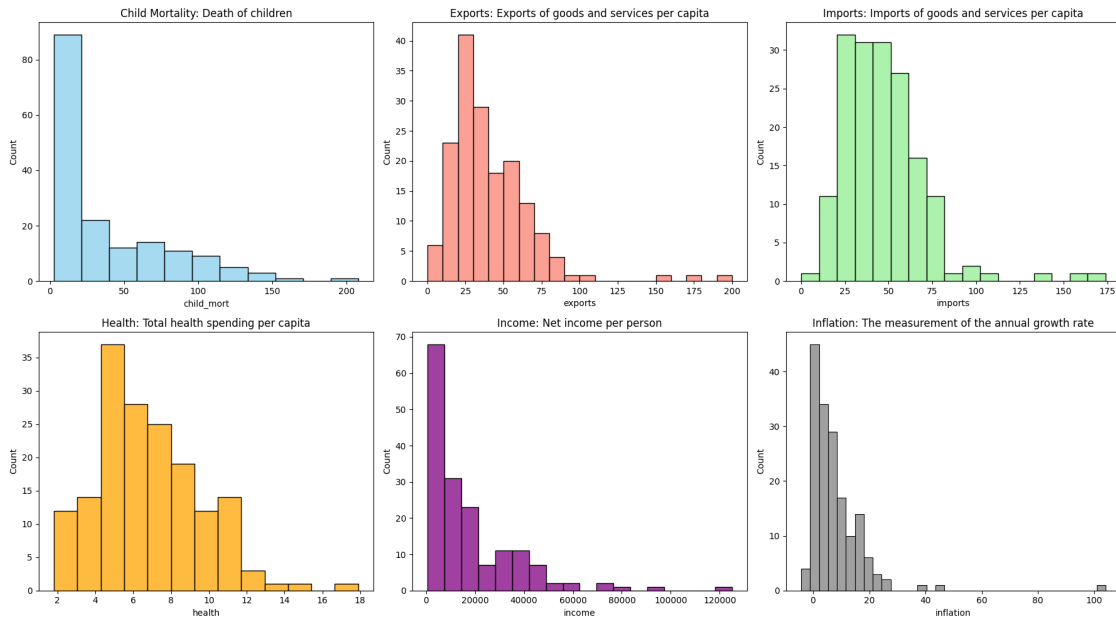 Child Mortality: Death of children
Count
80
60
40
20
0
0 50 100 150 200
child_mort
Exports: Exports of goods and services per capita
Count
40
35
30
25
20
15
10
5
0
0 25 50 75 100 125 150 175 200
exports
Imports: Imports of goods and services per capita
Count
30
25
20
15
10
5
0
0 25 50 75 100 125 150 175
imports
Health: Total health spending per capita
Count
35
30
25
20
15
10
5
0
2 4 6 8 10 12 14 16 18
health
Income: Net income per person
Count
70
60
50
40
30
20
10
0
0 20000 40000 60000 80000 100000 120000
income
Inflation: The measurement of the annual growth rate
Count
40
30
20
10
0
0 20 40 60 80 100
inflation